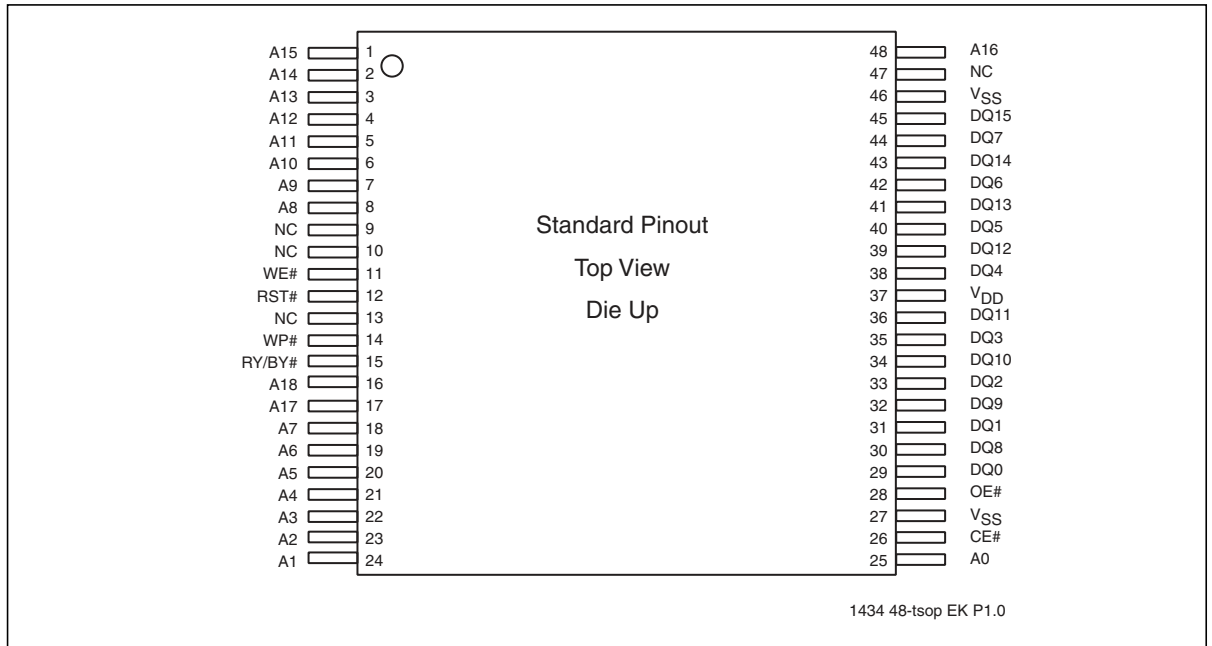 A15 1
A14 2
A13 3
A12 4
A11 5
A10 6
A9 7
A8 8
NC 9
NC 10
WE# 11
RST# 12
NC 13
WP# 14
RY/BY# 15
A18 16
A17 17
A7 18
A6 19
A5 20
A4 21
A3 22
A2 23
A1 24
Standard Pinout
Top View
Die Up
48 A16
47 NC
46 VSS
45 DQ15
44 DQ7
43 DQ14
42 DQ6
41 DQ13
40 DQ5
39 DQ12
38 DQ4
37 VDD
36 DQ11
35 DQ3
34 DQ10
33 DQ2
32 DQ9
31 DQ1
30 DQ8
29 DQ0
28 OE#
27 VSS
26 CE#
25 A0
1434 48-tsop EK P1.0